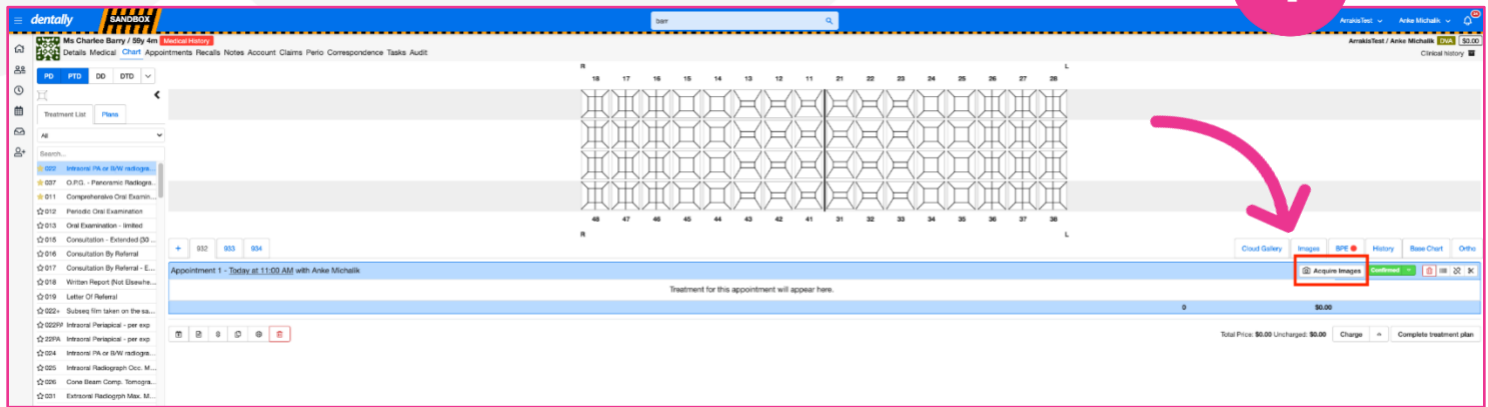 dentally SANDBOX barr ArrakisTest Anke Michalik
Ms Charlee Barry / 59y 4m Medical History ArrakisTest / Anke Michalik DVA $0.00
Details Medical Chart Appointments Recalls Notes Account Claims Perio Correspondence Tasks Audit Clinical history
PD PTD DD DTD
R L
18 17 16 15 14 13 12 11 21 22 23 24 25 26 27 28
Treatment List Plans
All
Search...
022 Intraoral PA or B/W radiogra...
037 O.P.G. - Panoramic Radiogra...
011 Comprehensive Oral Examin...
012 Periodic Oral Examination
013 Oral Examination - limited
015 Consultation - Extended (30 ...
016 Consultation By Referral
017 Consultation By Referral - E...
018 Written Report (Not Elsewhe...
019 Letter Of Referral
022+ Subseq film taken on the sa...
022PA Intraoral Periapical - per exp
22PA Intraoral Periapical - per exp
024 Intraoral PA or B/W radiogra...
025 Intraoral Radiograph Occ. M...
026 Cone Beam Comp. Tomogra...
031 Extraoral Radiogrph Max. M...
48 47 46 45 44 43 42 41 31 32 33 34 35 36 37 38
R L
+ 932 933 934 Cloud Gallery Images BPE History Base Chart Ortho
Appointment 1 - Today at 11:00 AM with Anke Michalik Acquire Images Confirmed
Treatment for this appointment will appear here.
0 $0.00
Total Price: $0.00 Uncharged: $0.00 Charge Complete treatment plan